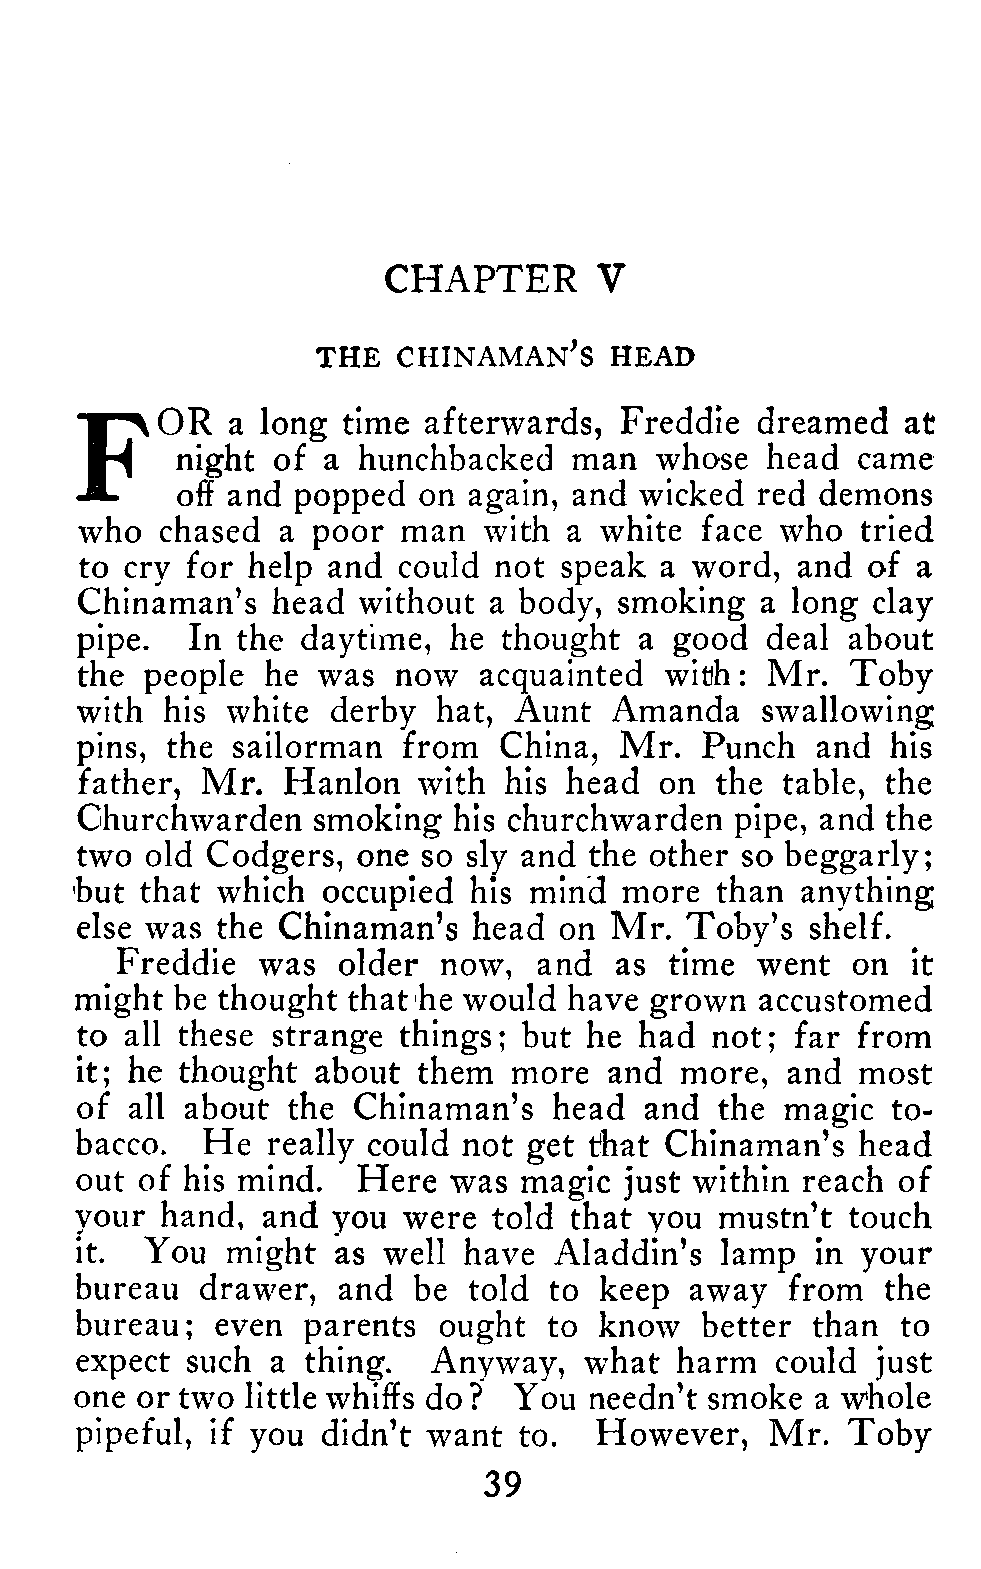 CHAPTER V
THE CHINAMAN'S HEAD
FOR a long time afterwards, Freddie dreamed at
night of a hunchbacked man whose head came
off and popped on again, and wicked red demons
who chased a poor man with a white face who tried
to cry for help and could not speak a word, and of a
Chinaman's head without a body, smoking a long clay
pipe. In the daytime, he thought a good deal about
the people he was now acquainted with: Mr. Toby
with his white derby hat, Aunt Amanda swallowing
pins, the sailorman from China, Mr. Punch and his
father, Mr. Hanlon with his head on the table, the
Churchwarden smoking his churchwarden pipe, and the
two old Codgers, one so sly and the other so beggarly;
but that which occupied his mind more than anything
else was the Chinaman's head on Mr. Toby's shelf.
Freddie was older now, and as time went on it
might be thought that he would have grown accustomed
to all these strange things; but he had not; far from
it; he thought about them more and more, and most
of all about the Chinaman's head and the magic to-
bacco. He really could not get that Chinaman's head
out of his mind. Here was magic just within reach of
your hand, and you were told that you mustn't touch
it. You might as well have Aladdin's lamp in your
bureau drawer, and be told to keep away from the
bureau; even parents ought to know better than to
expect such a thing. Anyway, what harm could just
one or two little whiffs do? You needn't smoke a whole
pipeful, if you didn't want to. However, Mr. Toby
39